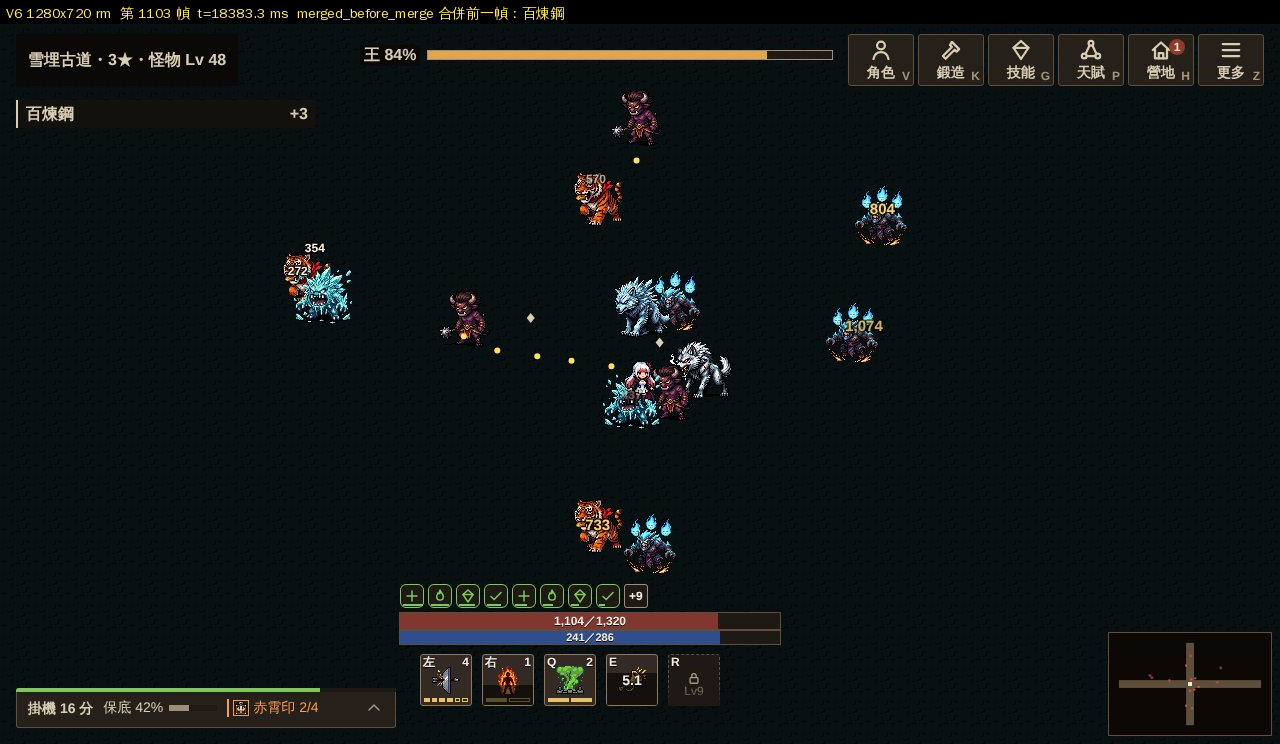 V6 1280x720 rm 第 1103 幀 t=18383.3 ms merged_before_merge 合併前一幀：百煉鋼
雪埋古道・3★・怪物 Lv 48
王 84%
角色 V
鍛造 K
技能 G
天賦 P
營地 H 1
更多 Z
百煉鋼 +3
570
804
354
272
1,074
733
+9
1,104／1,320
241／286
左 4
右 1
Q 2
E 5.1
R Lv9
掛機 16 分 保底 42% 赤霄印 2/4